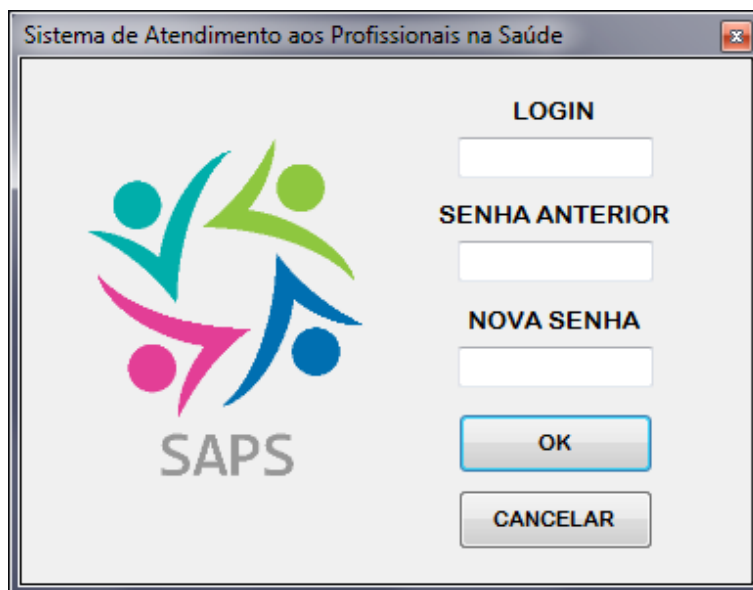 Sistema de Atendimento aos Profissionais na Saúde
LOGIN
SENHA ANTERIOR
NOVA SENHA
OK
CANCELAR
SAPS